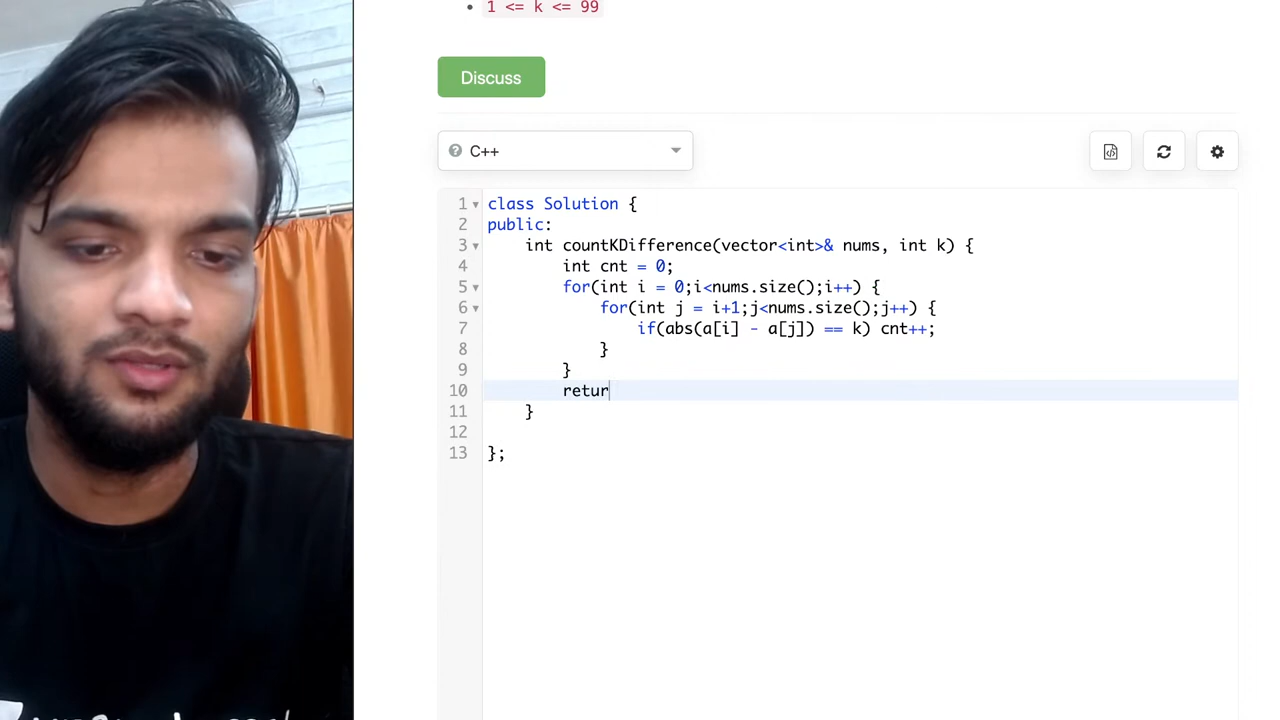 1 <= k <= 99
Discuss
C++
1 class Solution {
2 public:
3     int countKDifference(vector<int>& nums, int k) {
4         int cnt = 0;
5         for(int i = 0;i<nums.size();i++) {
6             for(int j = i+1;j<nums.size();j++) {
7                 if(abs(a[i] - a[j]) == k) cnt++;
8             }
9         }
10         retur
11     }
12
13 };